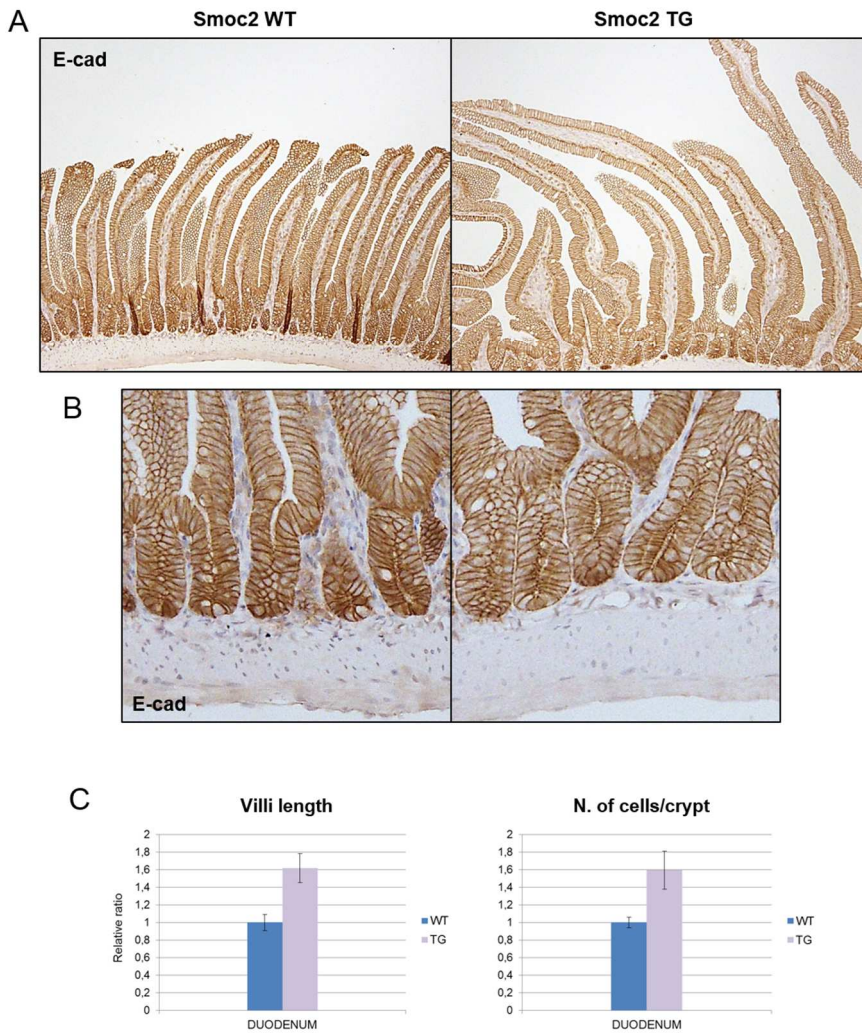 A
Smoc2 WT
Smoc2 TG
E-cad
B
E-cad
C
Villi length
Relative ratio
2
1,8
1,6
1,4
1,2
1
0,8
0,6
0,4
0,2
0
DUODENUM
WT
TG
N. of cells/crypt
2
1,8
1,6
1,4
1,2
1
0,8
0,6
0,4
0,2
0
DUODENUM
WT
TG